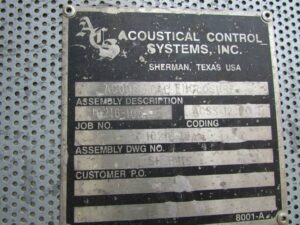 ACS
ACOUSTICAL CONTROL
SYSTEMS, INC.
SHERMAN, TEXAS USA
ASSEMBLY DESCRIPTION
JOB NO. CODING
ASSEMBLY DWG NO.
CUSTOMER P.O.
8001-A